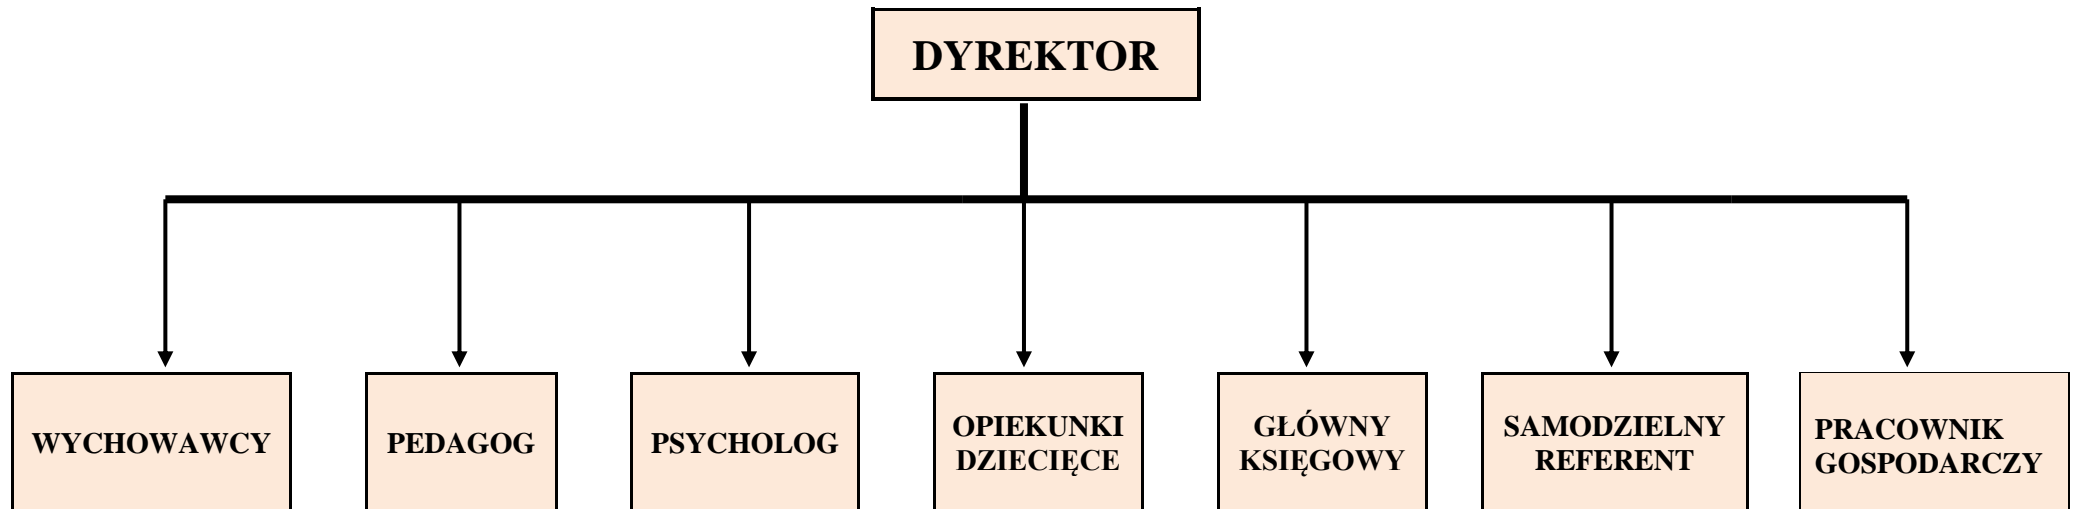 DYREKTOR
WYCHOWAWCY
PEDAGOG
PSYCHOLOG
OPIEKUNKI
DZIECIĘCE
GŁÓWNY
KSIĘGOWY
SAMODZIELNY
REFERENT
PRACOWNIK
GOSPODARCZY